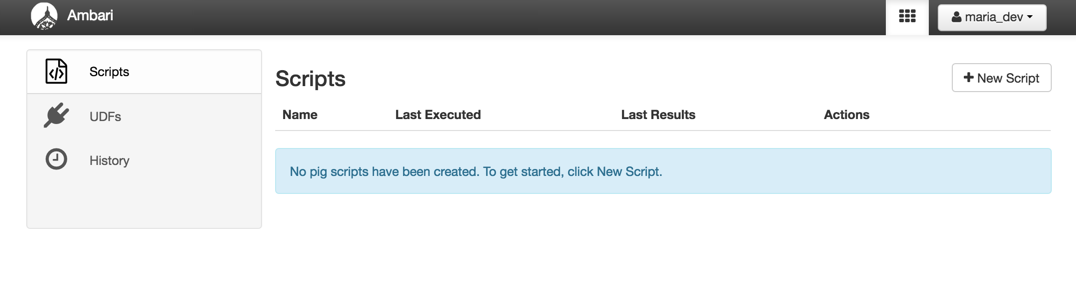 Ambari
maria_dev
Scripts
UDFs
History
Scripts
New Script
Name Last Executed Last Results Actions
No pig scripts have been created. To get started, click New Script.